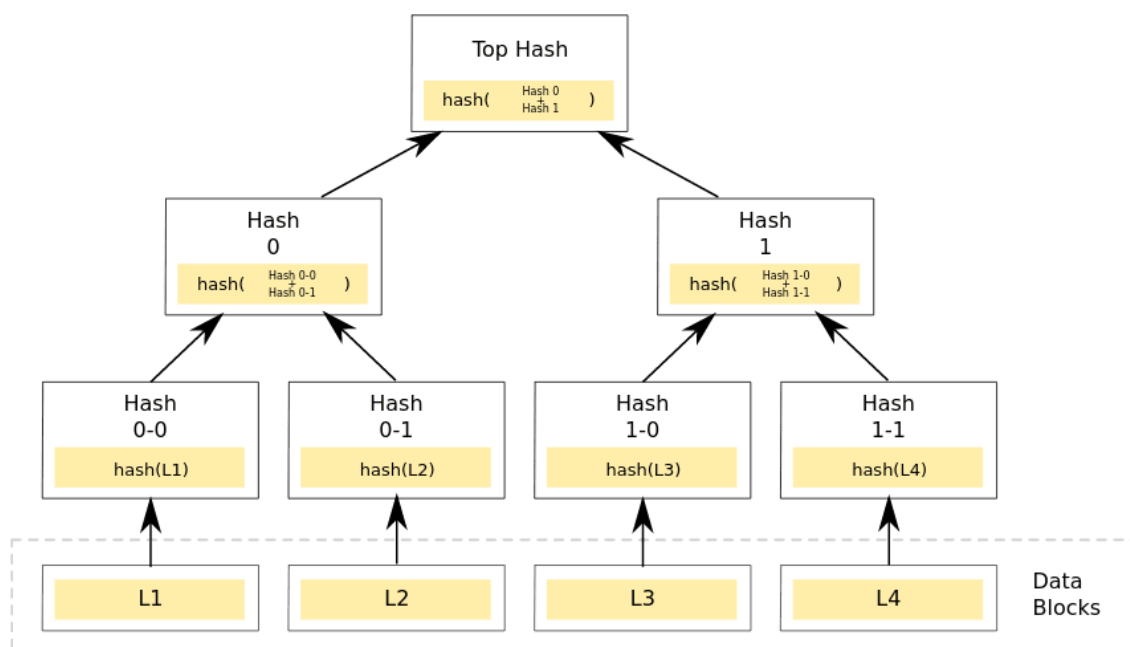 Top Hash
hash( Hash 0 + Hash 1 )
Hash
0
hash( Hash 0-0 + Hash 0-1 )
Hash
1
hash( Hash 1-0 + Hash 1-1 )
Hash
0-0
hash(L1)
Hash
0-1
hash(L2)
Hash
1-0
hash(L3)
Hash
1-1
hash(L4)
L1
L2
L3
L4
Data
Blocks